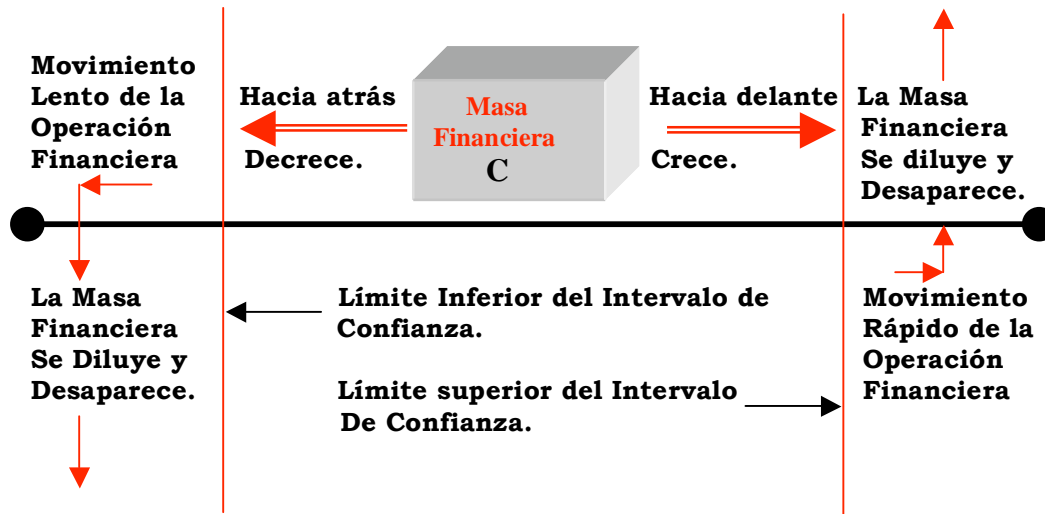 Movimiento
Lento de la
Operación
Financiera
Hacia atrás
Decrece.
Masa
Financiera
C
Hacia delante
Crece.
La Masa
Financiera
Se diluye y
Desaparece.
La Masa
Financiera
Se Diluye y
Desaparece.
Límite Inferior del Intervalo de
Confianza.
Límite superior del Intervalo
De Confianza.
Movimiento
Rápido de la
Operación
Financiera